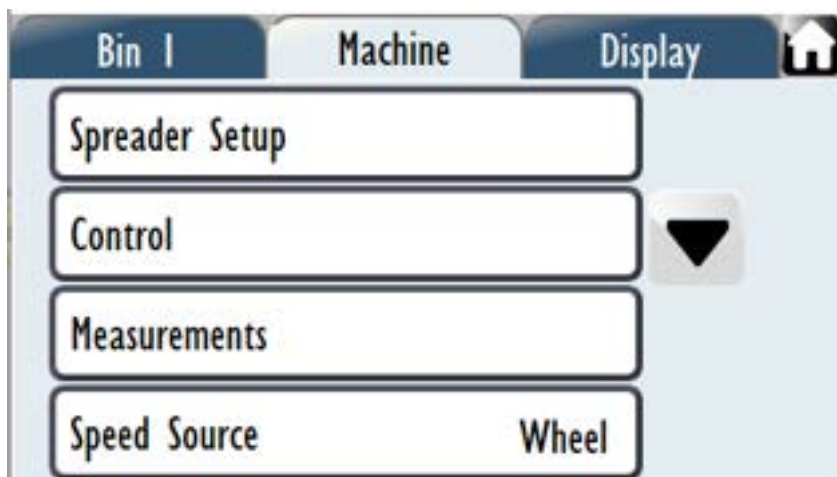 Bin 1 Machine Display
Spreader Setup
Control
Measurements
Speed Source Wheel